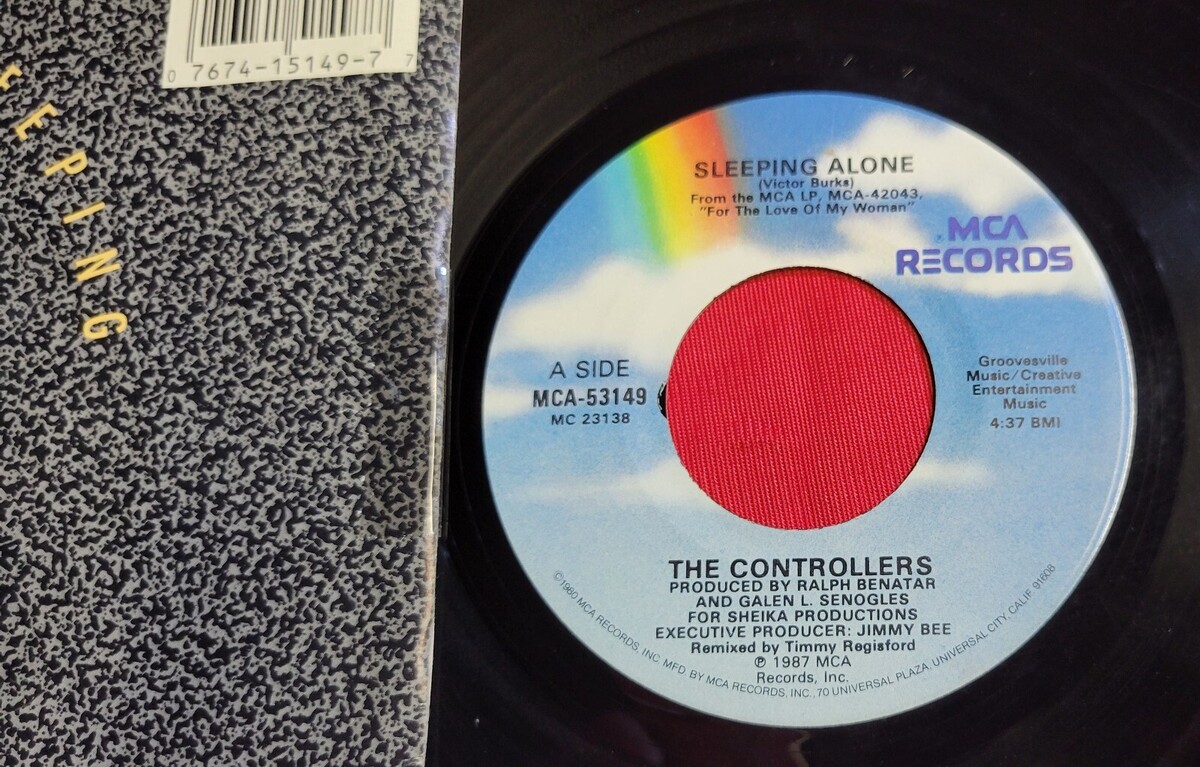 0 7674-15149-7 7
EEPING
SLEEPING ALONE
(Victor Burks)
From the MCA LP, MCA-42043,
"For The Love Of My Woman"
MCA
RECORDS
A SIDE
MCA-53149
MC 23138
Groovesville
Music/Creative
Entertainment
Music
4:37 BMI
THE CONTROLLERS
PRODUCED BY RALPH BENATAR
AND GALEN L. SENOGLES
FOR SHEIKA PRODUCTIONS
EXECUTIVE PRODUCER: JIMMY BEE
Remixed by Timmy Regisford
℗ 1987 MCA
Records, Inc.
©1980 MCA RECORDS, INC. MFD BY MCA RECORDS, INC., 70 UNIVERSAL PLAZA, UNIVERSAL CITY, CALIF 91608